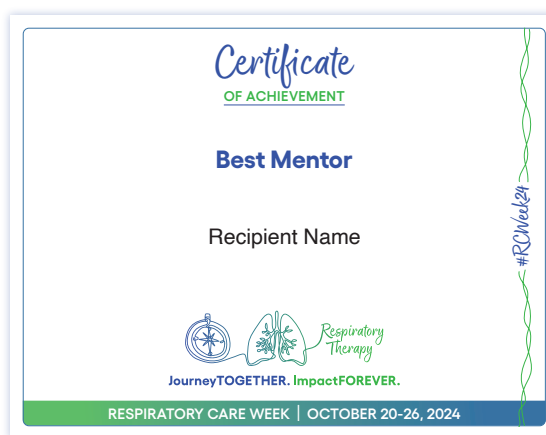 Certificate
OF ACHIEVEMENT
Best Mentor
Recipient Name
#RCWeek24
Respiratory
Therapy
JourneyTOGETHER. ImpactFOREVER.
RESPIRATORY CARE WEEK | OCTOBER 20-26, 2024